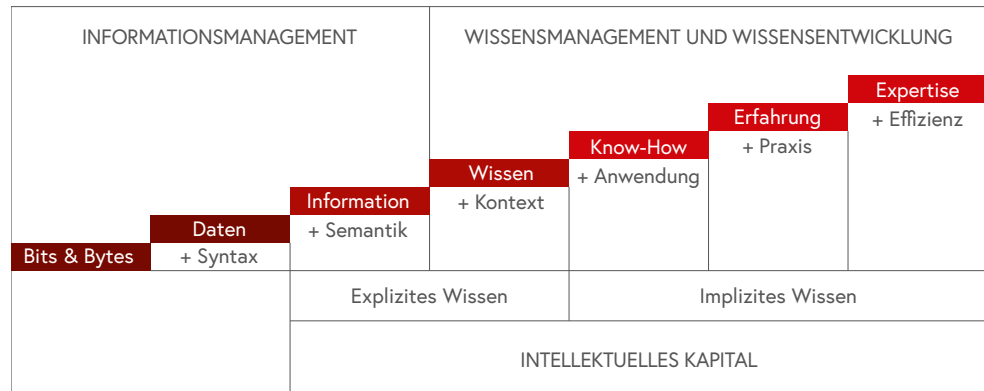 INFORMATIONSMANAGEMENT
WISSENSMANAGEMENT UND WISSENSENTWICKLUNG
Expertise
+ Effizienz
Erfahrung
+ Praxis
Know-How
+ Anwendung
Wissen
+ Kontext
Information
+ Semantik
Daten
+ Syntax
Bits & Bytes
Explizites Wissen
Implizites Wissen
INTELLEKTUELLES KAPITAL